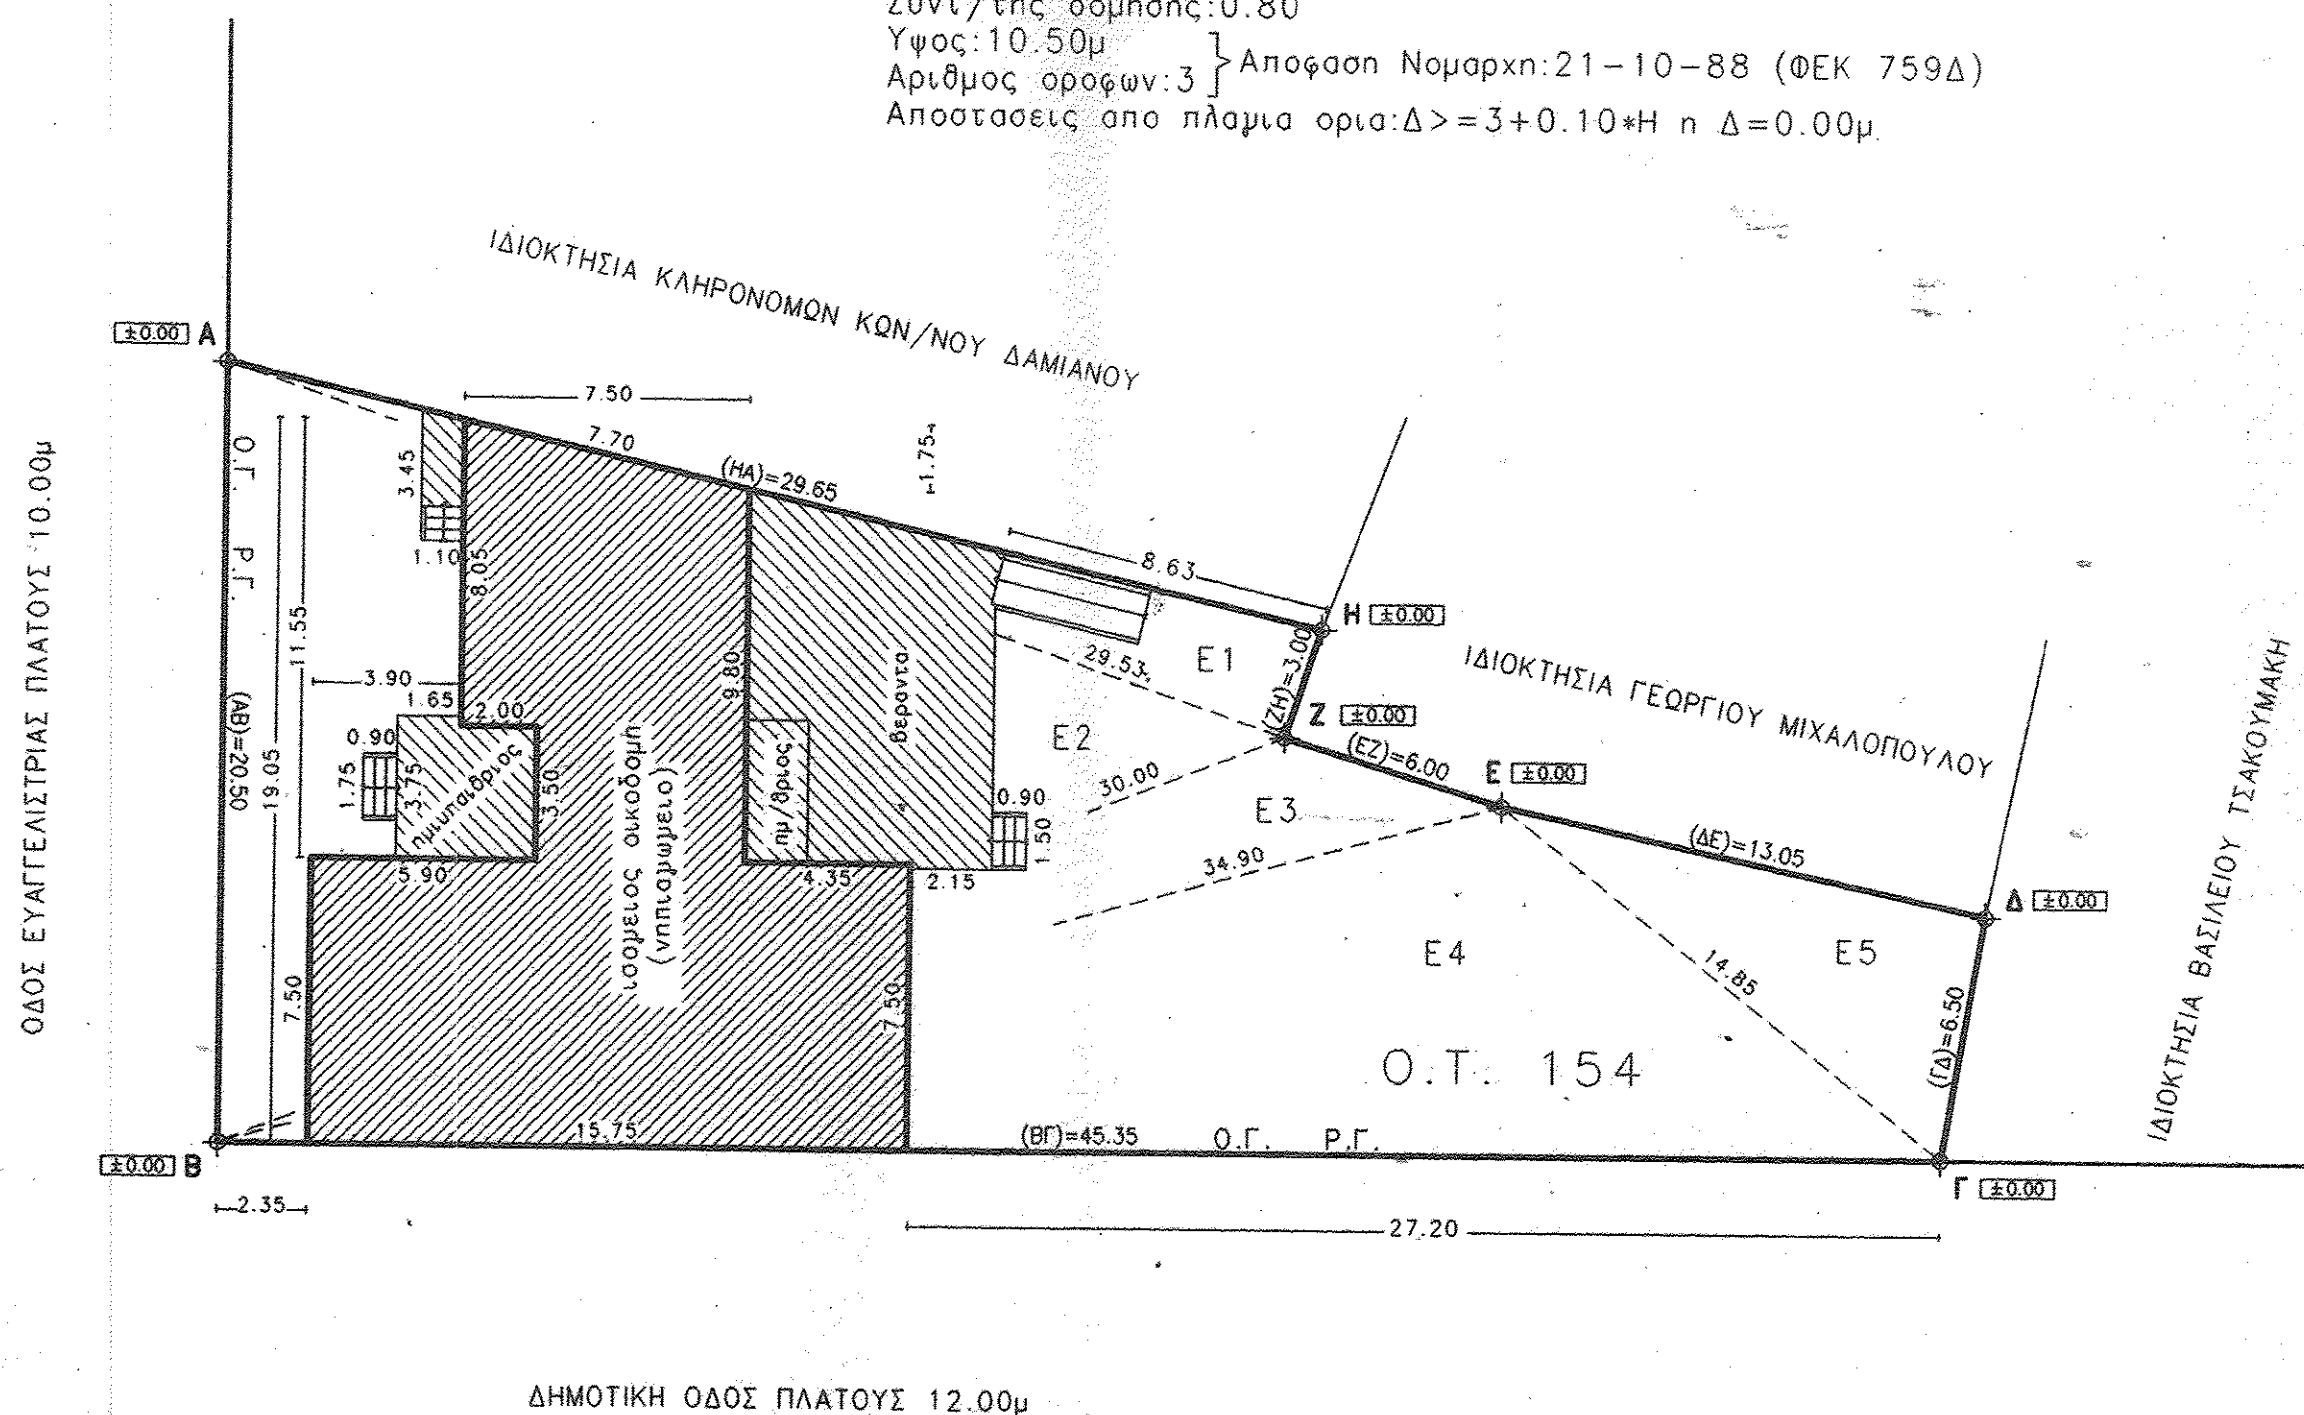 Συντ/της δομησης:0.80
Υψος:10.50μ
Αριθμος οροφων:3
Αποφαση Νομαρχη:21-10-88 (ΦΕΚ 759Δ)
Αποστασεις απο πλαγια ορια:Δ>=3+0.10*Η η Δ=0.00μ
ΙΔΙΟΚΤΗΣΙΑ ΚΛΗΡΟΝΟΜΩΝ ΚΩΝ/ΝΟΥ ΔΑΜΙΑΝΟΥ
±0.00 Α
7.50
7.70
(ΗΑ)=29.65
1.75
8.63
Η ±0.00
Ο.Γ. Ρ.Γ.
3.45
1.10
8.05
11.55
19.05
(ΑΒ)=20.50
ΟΔΟΣ ΕΥΑΓΓΕΛΙΣΤΡΙΑΣ ΠΛΑΤΟΥΣ 10.00μ
3.90
1.65
2.00
0.90
1.75
3.75
ημιυπαιθριος
3.50
5.90
ισογειος οικοδομη
(νηπιαγωγειο)
9.80
ημ/θριος
βεραντα
4.35
2.15
0.90
1.50
7.50
7.50
29.53
Ε1
(ΖΗ)=3.00
Ε2
Ζ ±0.00
30.00
(ΕΖ)=6.00
Ε ±0.00
Ε3
34.90
ΙΔΙΟΚΤΗΣΙΑ ΓΕΩΡΓΙΟΥ ΜΙΧΑΛΟΠΟΥΛΟΥ
(ΔΕ)=13.05
Δ ±0.00
Ε4
Ε5
14.85
(ΓΔ)=6.50
ΙΔΙΟΚΤΗΣΙΑ ΒΑΣΙΛΕΙΟΥ ΤΣΑΚΟΥΜΑΚΗ
Ο.Τ. 154
15.75
(ΒΓ)=45.35
Ο.Γ. Ρ.Γ.
±0.00 Β
Γ ±0.00
2.35
27.20
ΔΗΜΟΤΙΚΗ ΟΔΟΣ ΠΛΑΤΟΥΣ 12.00μ